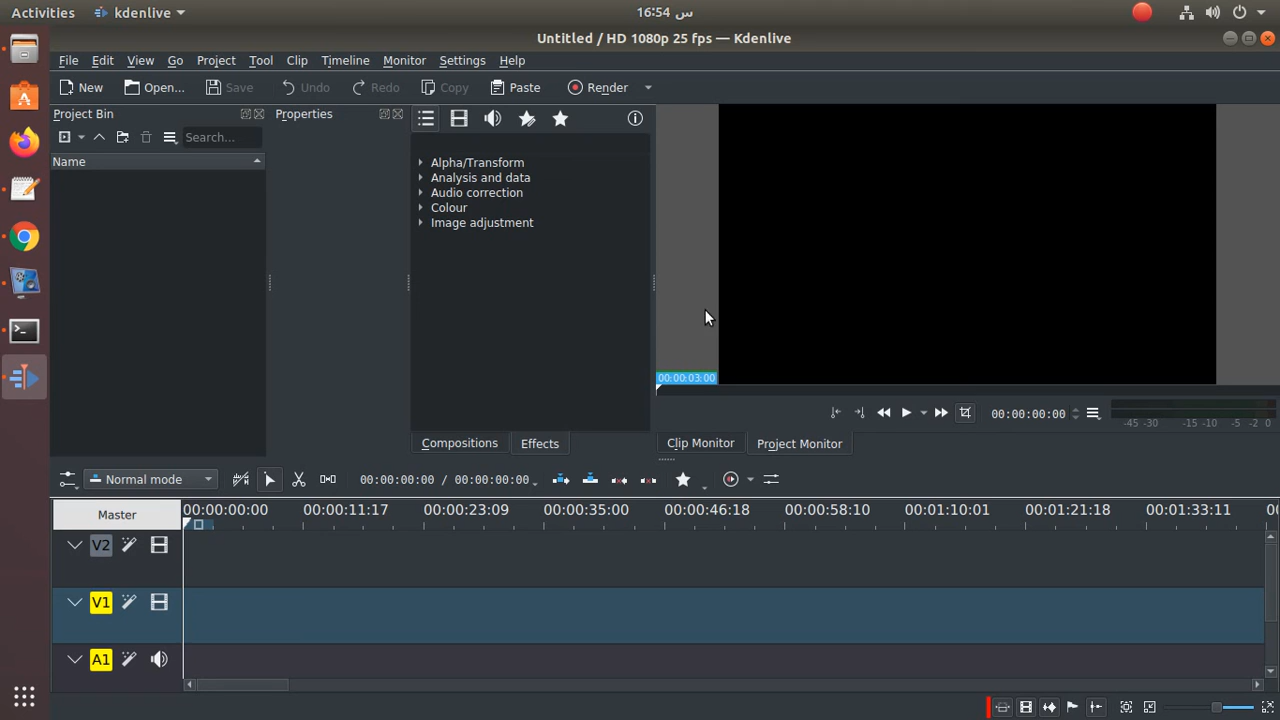 Activities kdenlive س 16:54
Untitled / HD 1080p 25 fps — Kdenlive
File Edit View Go Project Tool Clip Timeline Monitor Settings Help
New Open... Save Undo Redo Copy Paste Render
Project Bin Properties
Search...
Name
Alpha/Transform
Analysis and data
Audio correction
Colour
Image adjustment
00:00:03:00
00:00:00:00
-45 -30 -15 -10 -5 -2 0
Compositions Effects Clip Monitor Project Monitor
Normal mode 00:00:00:00 / 00:00:00:00
Master 00:00:00:00 00:00:11:17 00:00:23:09 00:00:35:00 00:00:46:18 00:00:58:10 00:01:10:01 00:01:21:18 00:01:33:11 00
V2
V1
A1